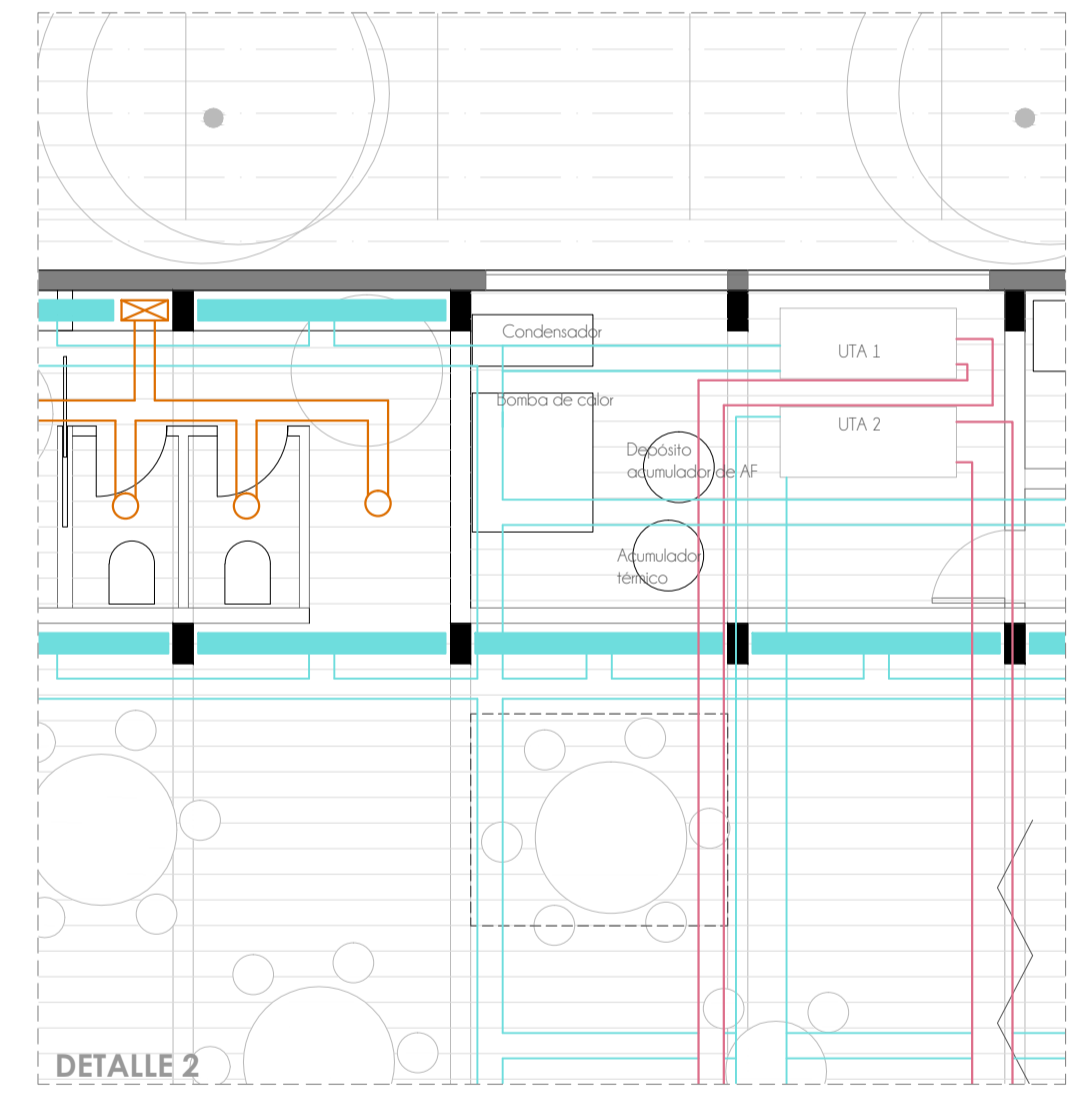 Condensador
UTA 1
Bomba de calor
UTA 2
Depósito
acumulador de AF
Acumulador
térmico
DETALLE 2